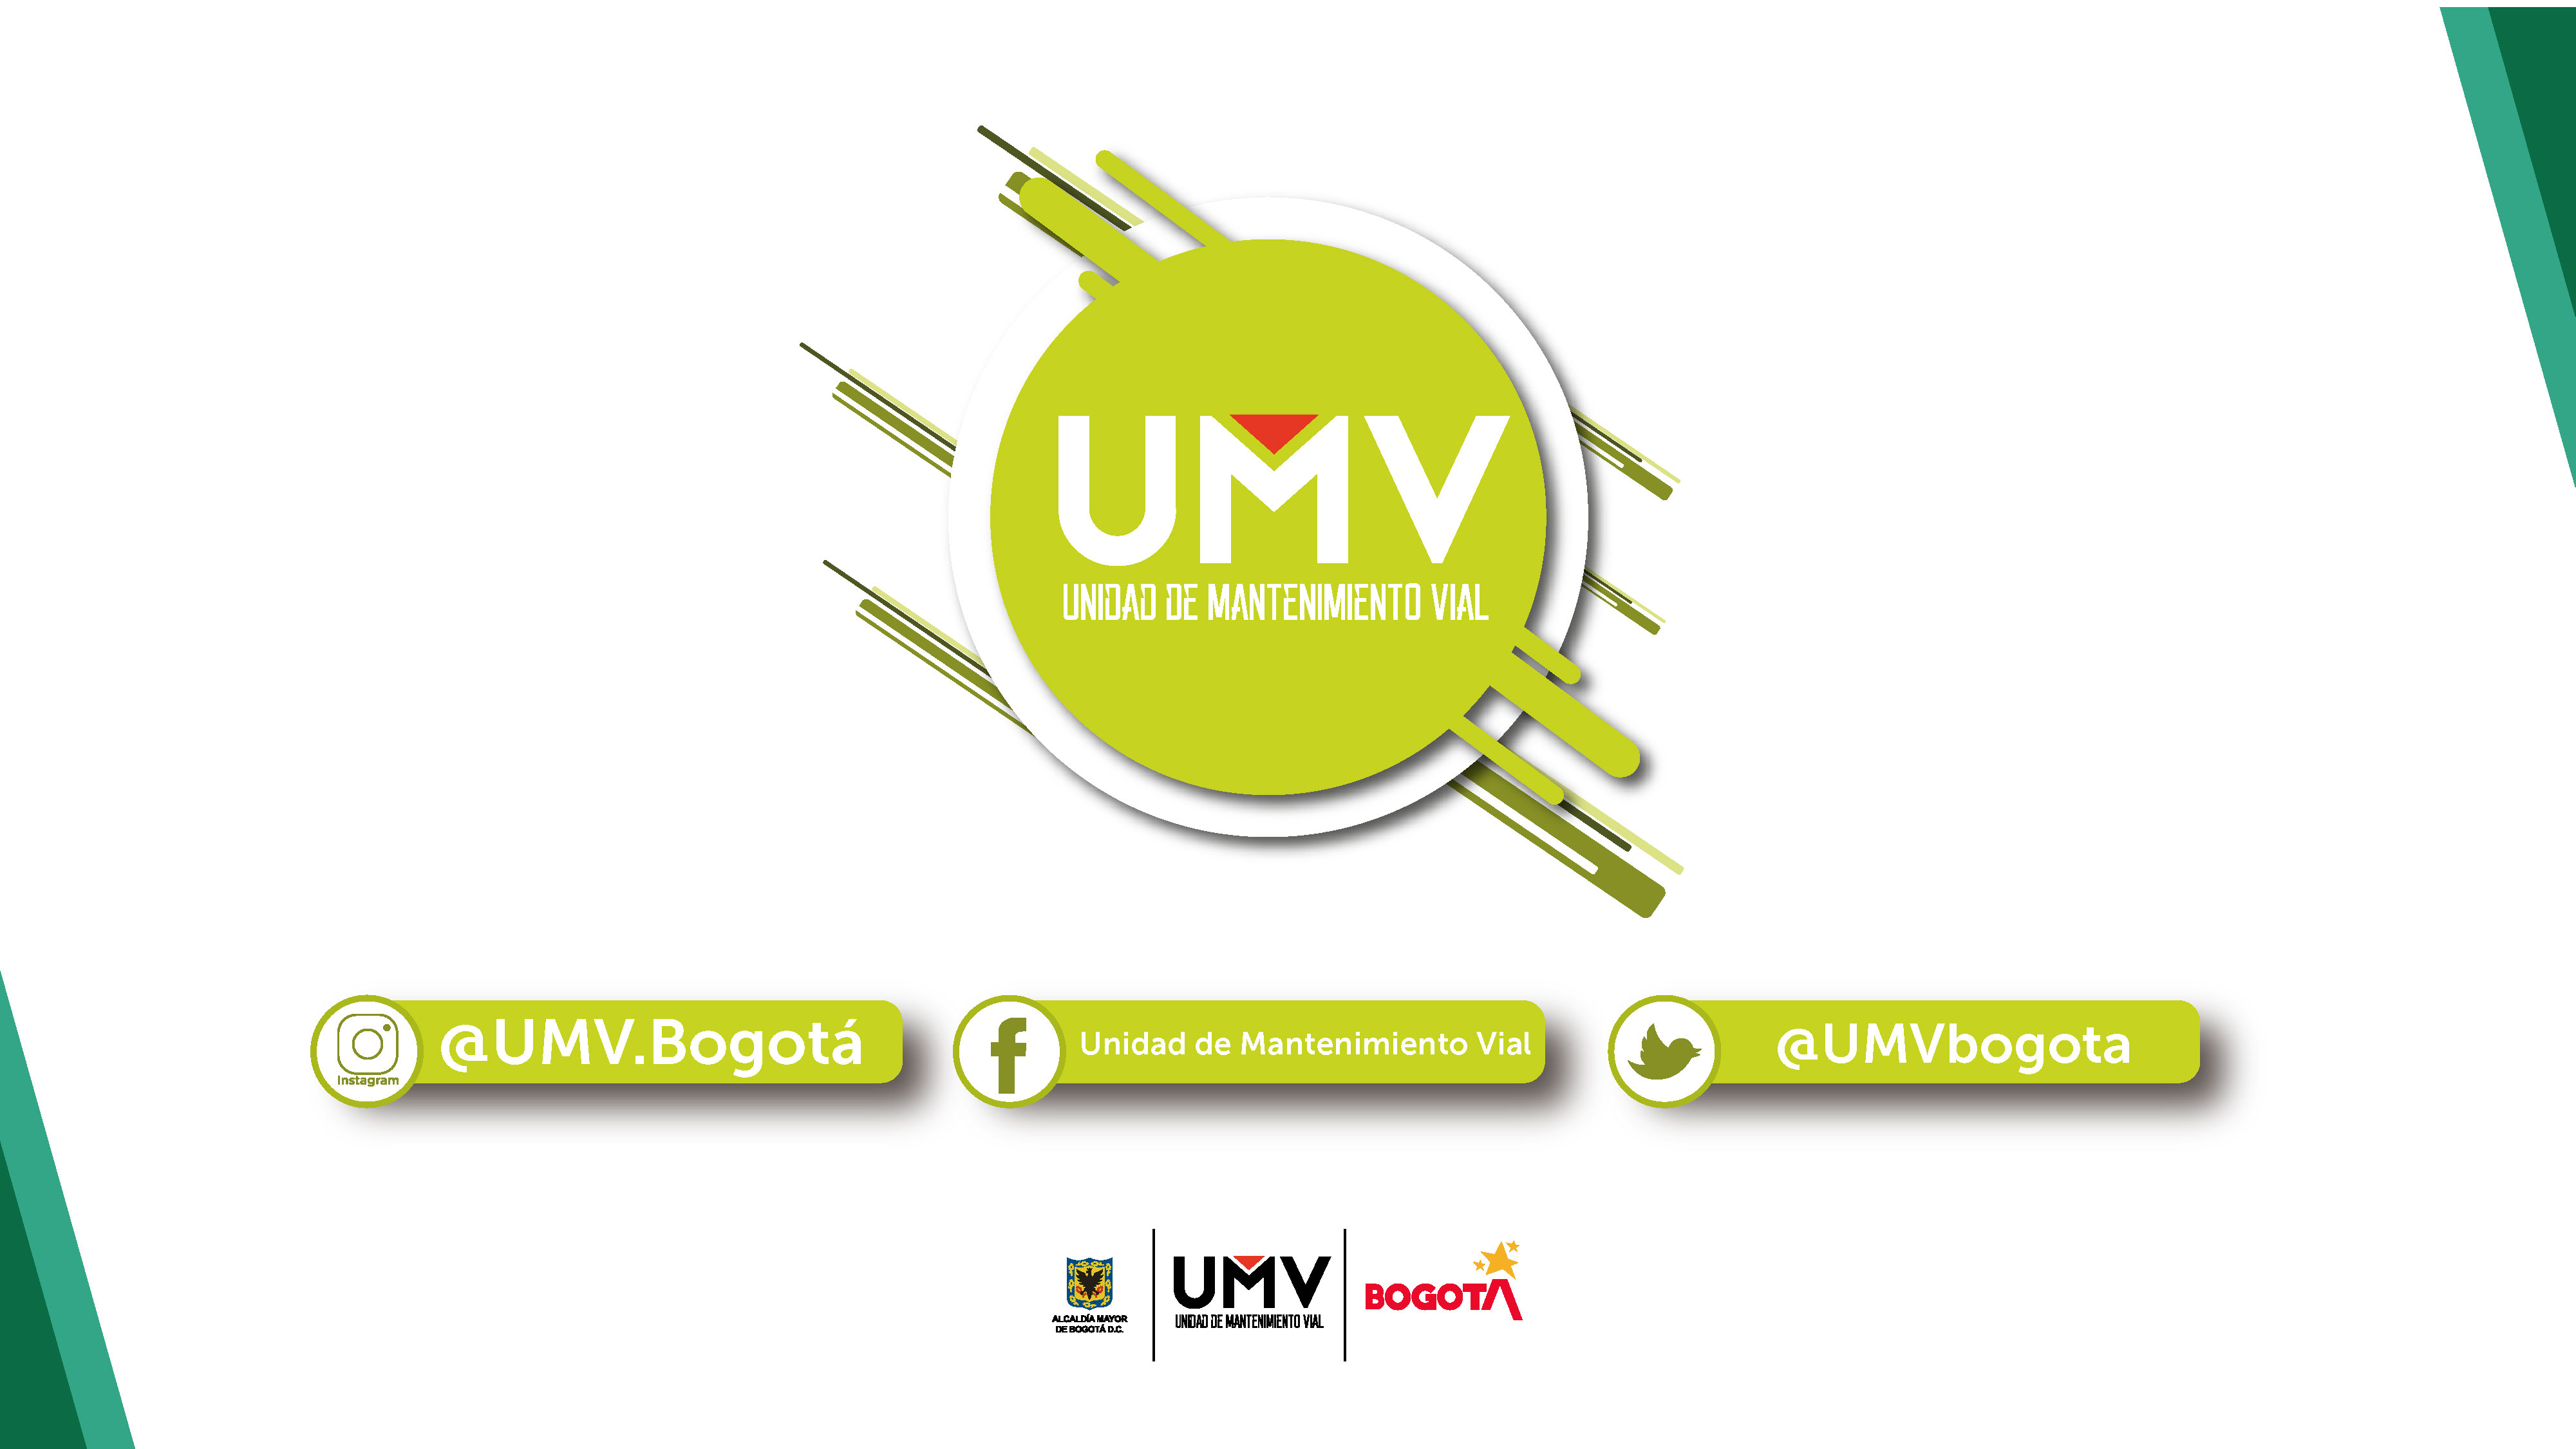 UMV
UNIDAD DE MANTENIMIENTO VIAL
Instagram
@UMV.Bogotá
Unidad de Mantenimiento Vial
@UMVbogota
ALCALDÍA MAYOR
DE BOGOTÁ D.C.
UMV
UNIDAD DE MANTENIMIENTO VIAL
BOGOTÁ